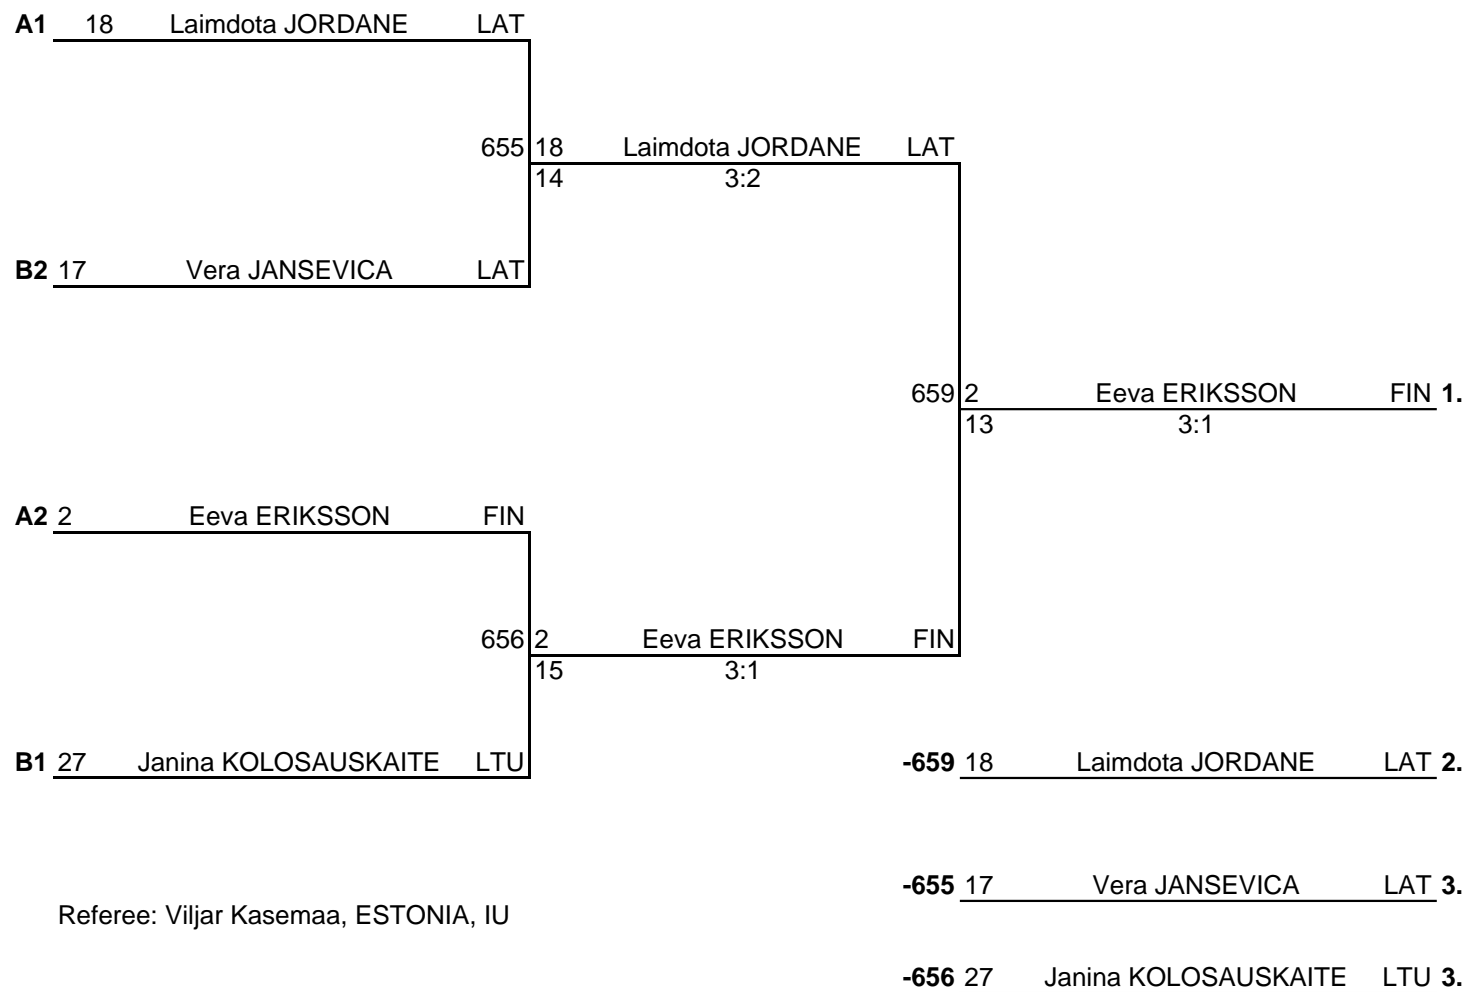 A1 18 Laimdota JORDANE LAT
655 18 Laimdota JORDANE LAT
14 3:2
B2 17 Vera JANSEVICA LAT
659 2 Eeva ERIKSSON FIN 1.
13 3:1
A2 2 Eeva ERIKSSON FIN
656 2 Eeva ERIKSSON FIN
15 3:1
B1 27 Janina KOLOSAUSKAITE LTU
-659 18 Laimdota JORDANE LAT 2.
-655 17 Vera JANSEVICA LAT 3.
Referee: Viljar Kasemaa, ESTONIA, IU
-656 27 Janina KOLOSAUSKAITE LTU 3.